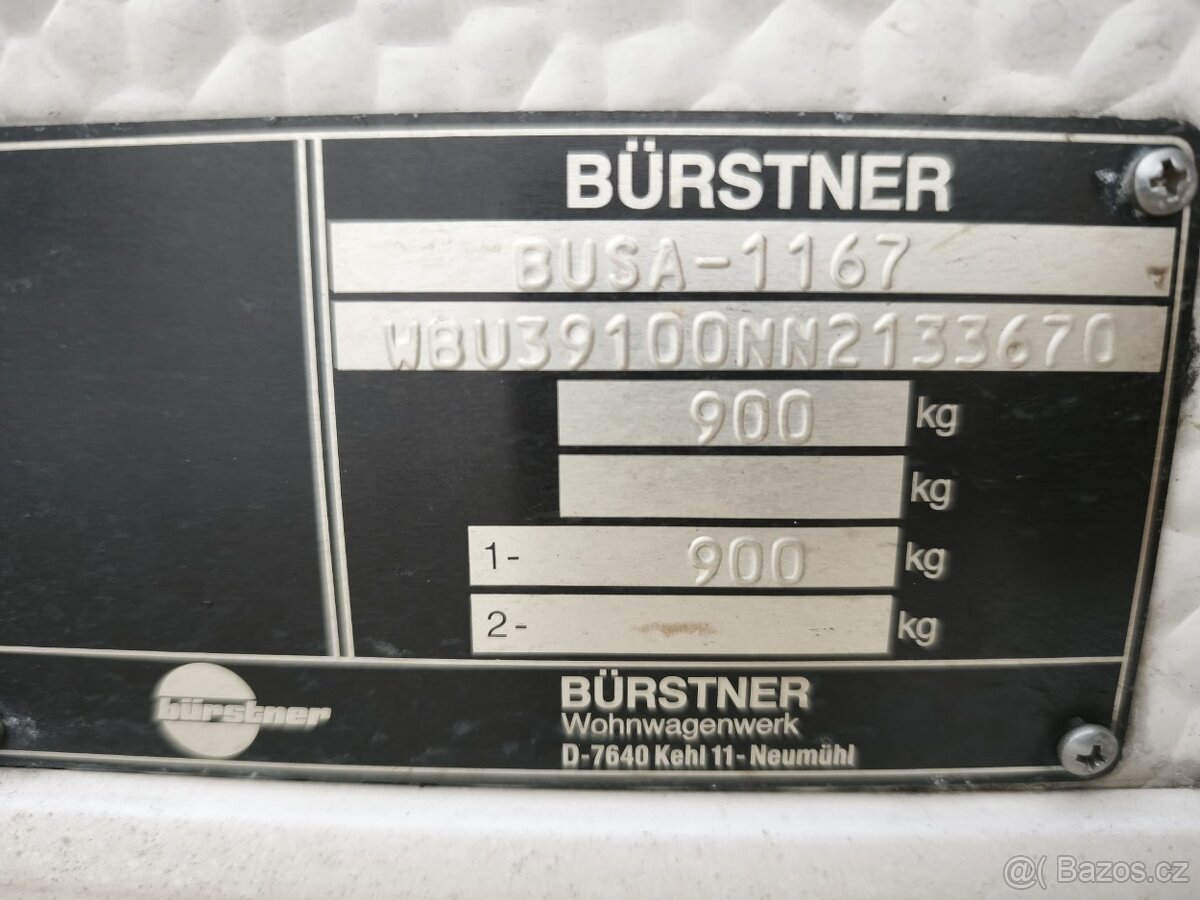 BÜRSTNER
BUSA-1167
WBU39100NN2133670
900 kg
kg
1- 900 kg
2- kg
bürstner
BÜRSTNER
Wohnwagenwerk
D-7640 Kehl 11-Neumühl
@( Bazos.cz